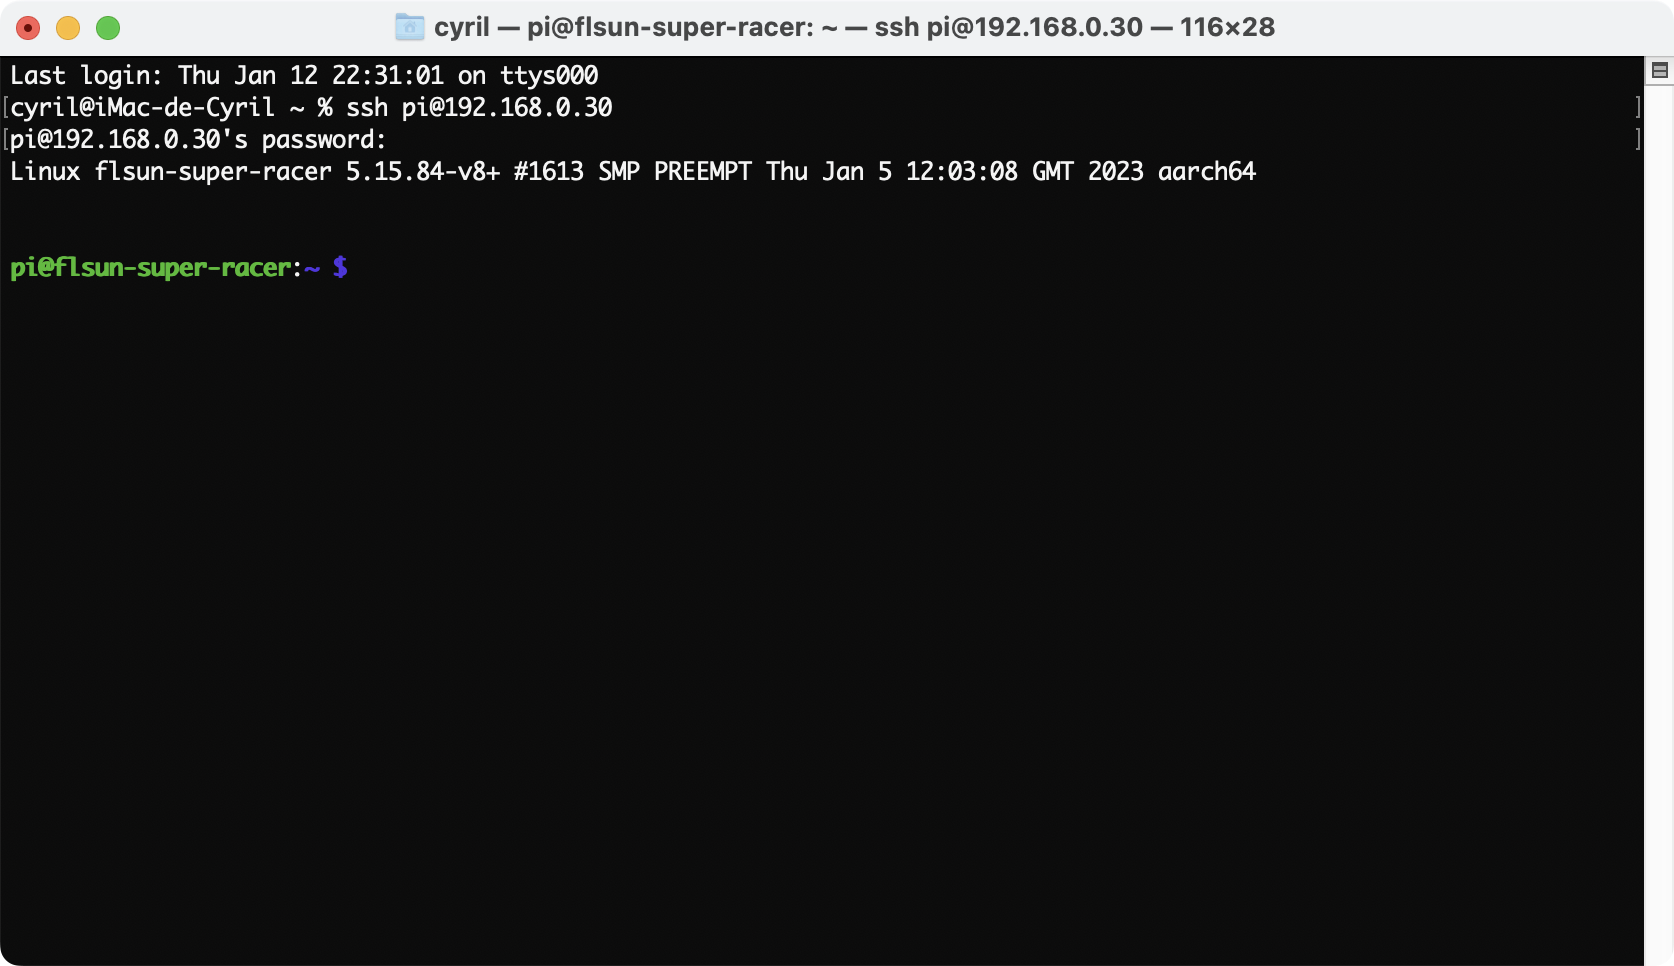 cyril — pi@flsun-super-racer: ~ — ssh pi@192.168.0.30 — 116×28
Last login: Thu Jan 12 22:31:01 on ttys000
[cyril@iMac-de-Cyril ~ % ssh pi@192.168.0.30 ]
[pi@192.168.0.30's password: ]
Linux flsun-super-racer 5.15.84-v8+ #1613 SMP PREEMPT Thu Jan 5 12:03:08 GMT 2023 aarch64
pi@flsun-super-racer:~ $